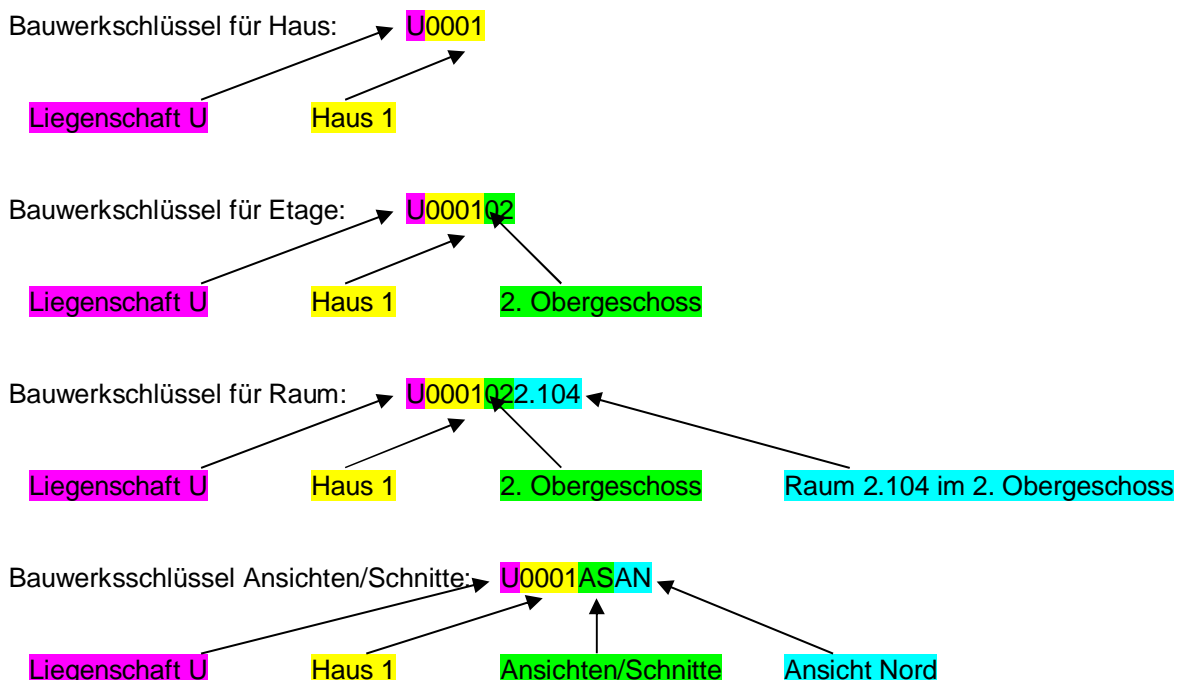 Bauwerkschlüssel für Haus: U0001
Liegenschaft U Haus 1
Bauwerkschlüssel für Etage: U000102
Liegenschaft U Haus 1 2. Obergeschoss
Bauwerkschlüssel für Raum: U0001022.104
Liegenschaft U Haus 1 2. Obergeschoss Raum 2.104 im 2. Obergeschoss
Bauwerksschlüssel Ansichten/Schnitte: U0001ASAN
Liegenschaft U Haus 1 Ansichten/Schnitte Ansicht Nord